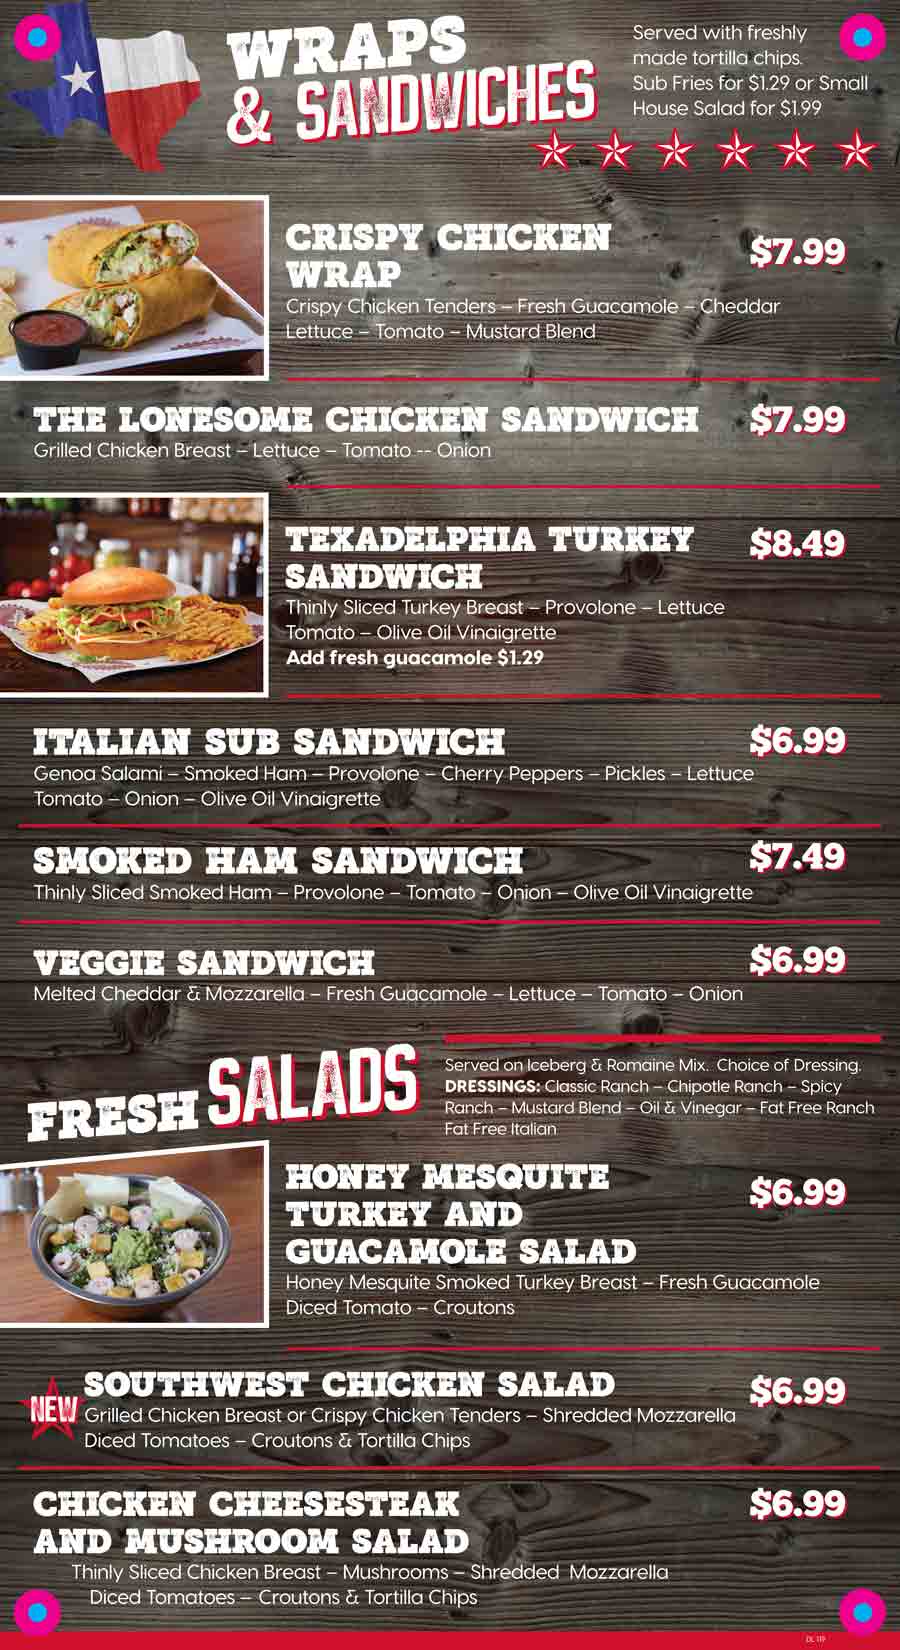 WRAPS
& SANDWICHES
Served with freshly
made tortilla chips.
Sub Fries for $1.29 or Small
House Salad for $1.99
CRISPY CHICKEN
WRAP
$7.99
Crispy Chicken Tenders – Fresh Guacamole – Cheddar
Lettuce – Tomato – Mustard Blend
THE LONESOME CHICKEN SANDWICH $7.99
Grilled Chicken Breast – Lettuce – Tomato -- Onion
TEXADELPHIA TURKEY
SANDWICH
$8.49
Thinly Sliced Turkey Breast – Provolone – Lettuce
Tomato – Olive Oil Vinaigrette
Add fresh guacamole $1.29
ITALIAN SUB SANDWICH $6.99
Genoa Salami – Smoked Ham – Provolone – Cherry Peppers – Pickles – Lettuce
Tomato – Onion – Olive Oil Vinaigrette
SMOKED HAM SANDWICH $7.49
Thinly Sliced Smoked Ham – Provolone – Tomato – Onion – Olive Oil Vinaigrette
VEGGIE SANDWICH $6.99
Melted Cheddar & Mozzarella – Fresh Guacamole – Lettuce – Tomato – Onion
FRESH SALADS
Served on Iceberg & Romaine Mix. Choice of Dressing.
DRESSINGS: Classic Ranch – Chipotle Ranch – Spicy
Ranch – Mustard Blend – Oil & Vinegar – Fat Free Ranch
Fat Free Italian
HONEY MESQUITE
TURKEY AND
GUACAMOLE SALAD
$6.99
Honey Mesquite Smoked Turkey Breast – Fresh Guacamole
Diced Tomato – Croutons
NEW
SOUTHWEST CHICKEN SALAD $6.99
Grilled Chicken Breast or Crispy Chicken Tenders – Shredded Mozzarella
Diced Tomatoes – Croutons & Tortilla Chips
CHICKEN CHEESESTEAK
AND MUSHROOM SALAD
$6.99
Thinly Sliced Chicken Breast – Mushrooms – Shredded Mozzarella
Diced Tomatoes – Croutons & Tortilla Chips
DL 119